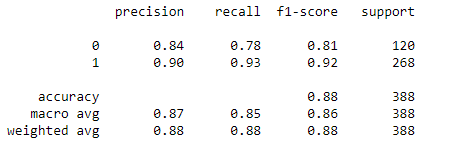 precision recall f1-score support
0 0.84 0.78 0.81 120
1 0.90 0.93 0.92 268
accuracy 0.88 388
macro avg 0.87 0.85 0.86 388
weighted avg 0.88 0.88 0.88 388